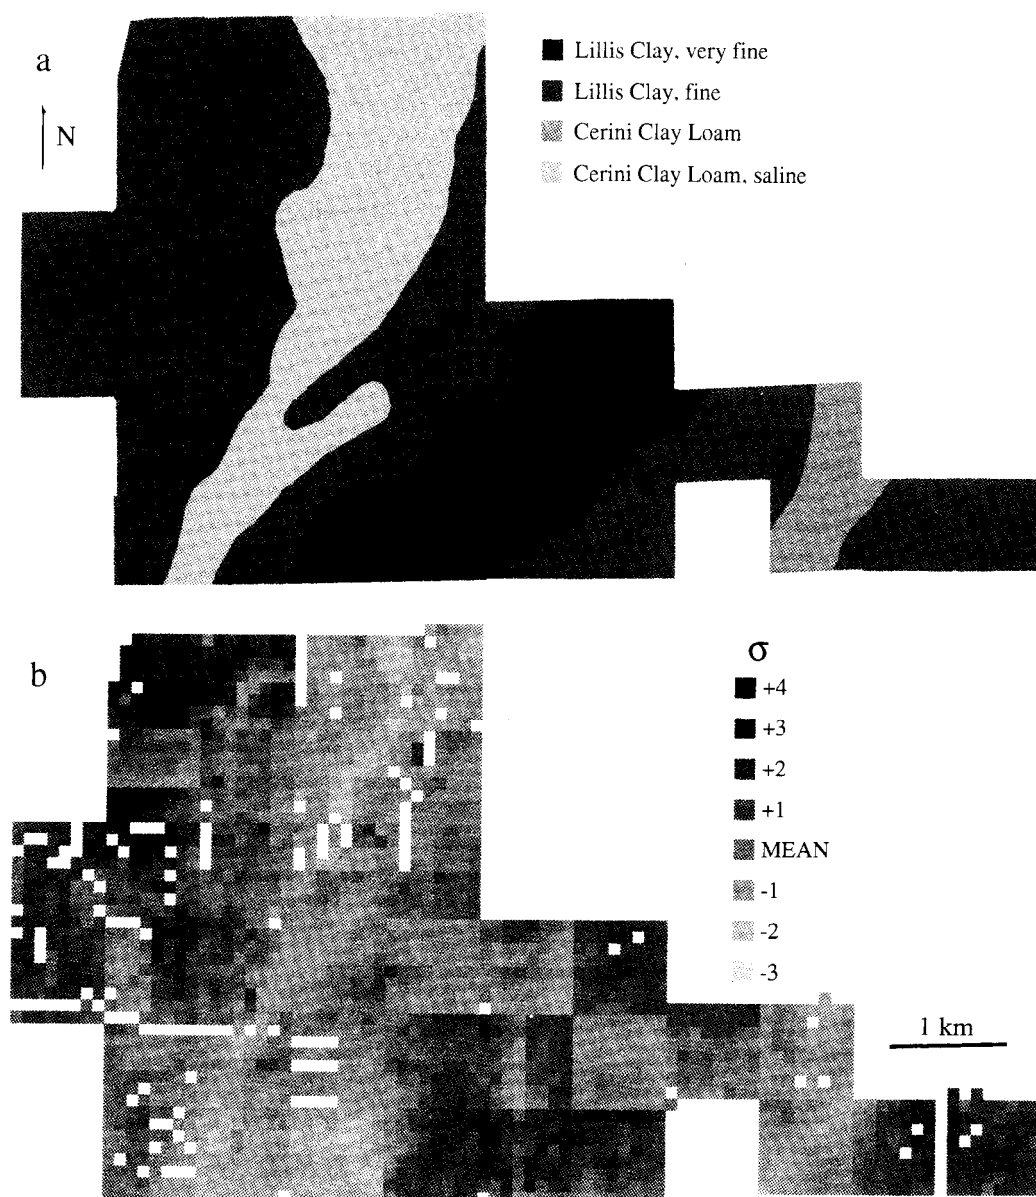 a
N
Lillis Clay, very fine
Lillis Clay, fine
Cerini Clay Loam
Cerini Clay Loam, saline
b
σ
+4
+3
+2
+1
MEAN
-1
-2
-3
1 km